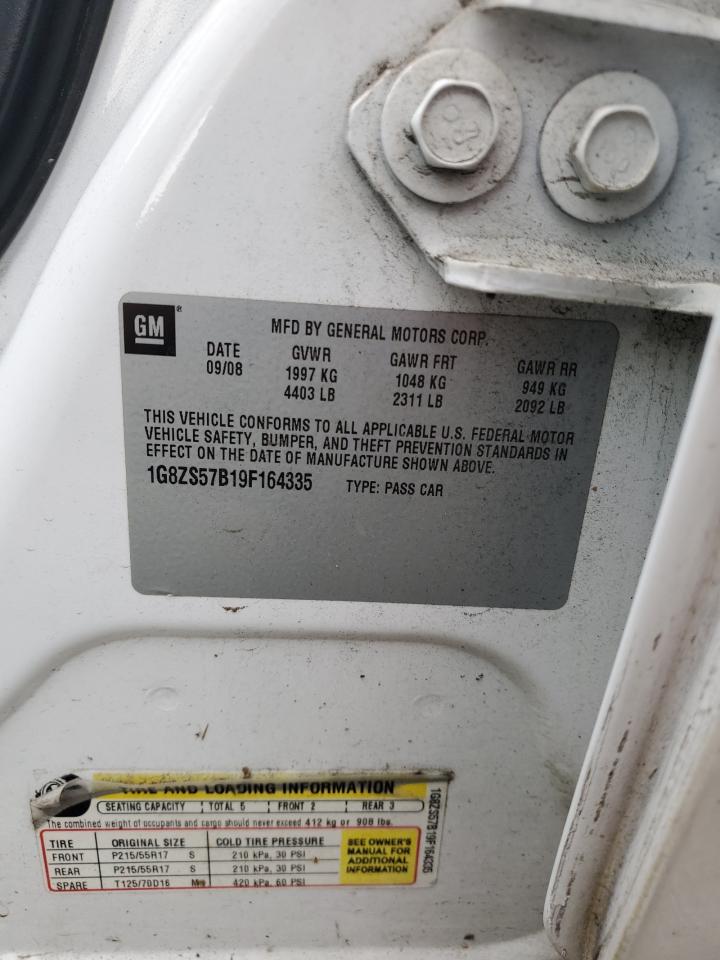 GM ®
MFD BY GENERAL MOTORS CORP.
DATE GVWR GAWR FRT GAWR RR
09/08 1997 KG 1048 KG 949 KG
4403 LB 2311 LB 2092 LB
THIS VEHICLE CONFORMS TO ALL APPLICABLE U.S. FEDERAL MOTOR
VEHICLE SAFETY, BUMPER, AND THEFT PREVENTION STANDARDS IN
EFFECT ON THE DATE OF MANUFACTURE SHOWN ABOVE.
1G8ZS57B19F164335 TYPE: PASS CAR
TIRE AND LOADING INFORMATION
SEATING CAPACITY TOTAL 5 FRONT 2 REAR 3
The combined weight of occupants and cargo should never exceed 412 kg or 908 lbs.
TIRE ORIGINAL SIZE COLD TIRE PRESSURE
FRONT P215/55R17 S 210 kPa, 30 PSI
REAR P215/55R17 S 210 kPa, 30 PSI
SPARE T125/70D16 420 kPa, 60 PSI
SEE OWNER'S
MANUAL FOR
ADDITIONAL
INFORMATION
1G8ZS57B19F164335